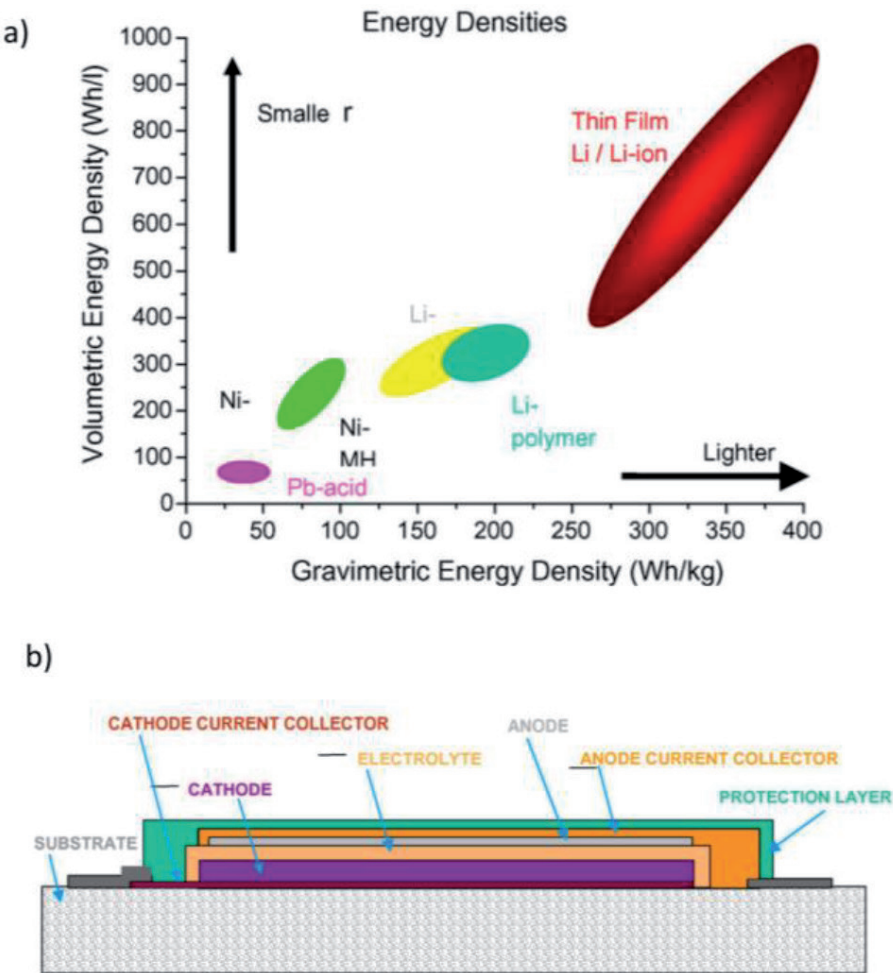 a)
Energy Densities
Volumetric Energy Density (Wh/l)
1000
900
800
700
600
500
400
300
200
100
0
Smalle r
Thin Film
Li / Li-ion
Li-
Ni-
Ni-
MH
Li-
polymer
Pb-acid
Lighter
0 50 100 150 200 250 300 350 400
Gravimetric Energy Density (Wh/kg)
b)
CATHODE CURRENT COLLECTOR
ANODE
ELECTROLYTE
ANODE CURRENT COLLECTOR
CATHODE
PROTECTION LAYER
SUBSTRATE